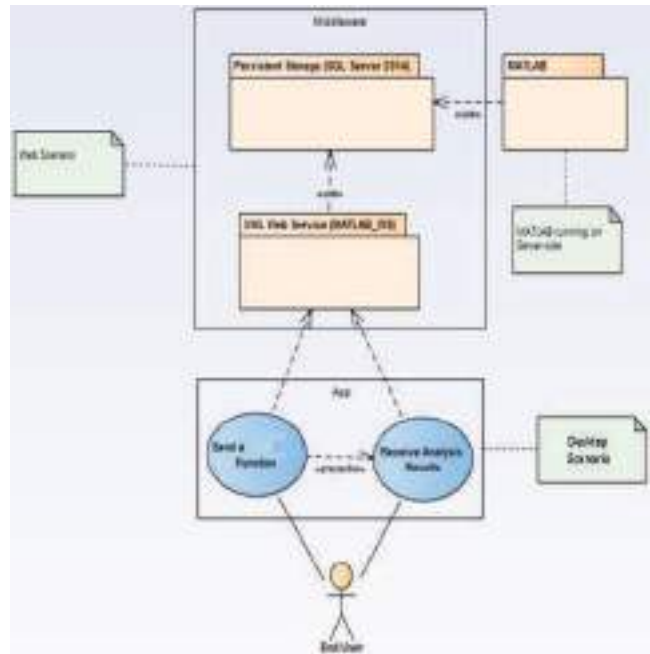 Middleware
Persistent Storage (SQL Server 2014)
MATLAB
Web Scenario
XML Web Service (MATLAB_WS)
MATLAB running on
Server-side
App
Send a
Function
Receive Analysis
Results
Desktop
Scenario
End User